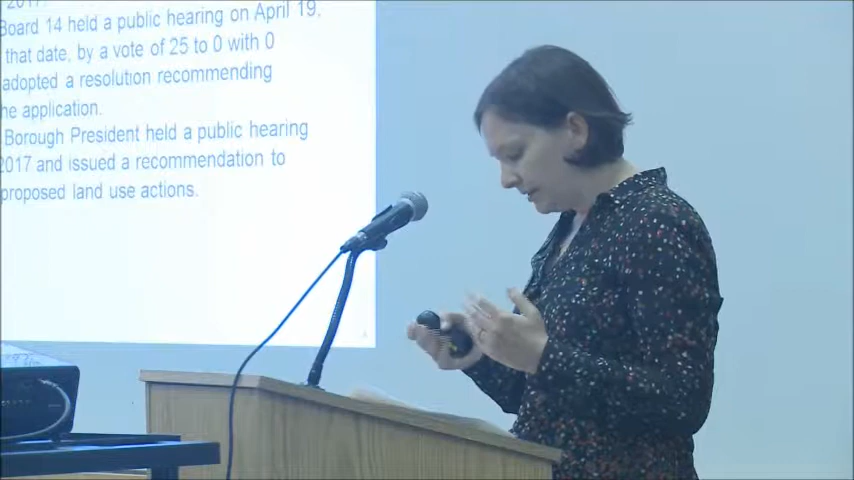 2017.
Board 14 held a public hearing on April 19,
that date, by a vote of 25 to 0 with 0
adopted a resolution recommending
he application.
Borough President held a public hearing
2017 and issued a recommendation to
proposed land use actions.